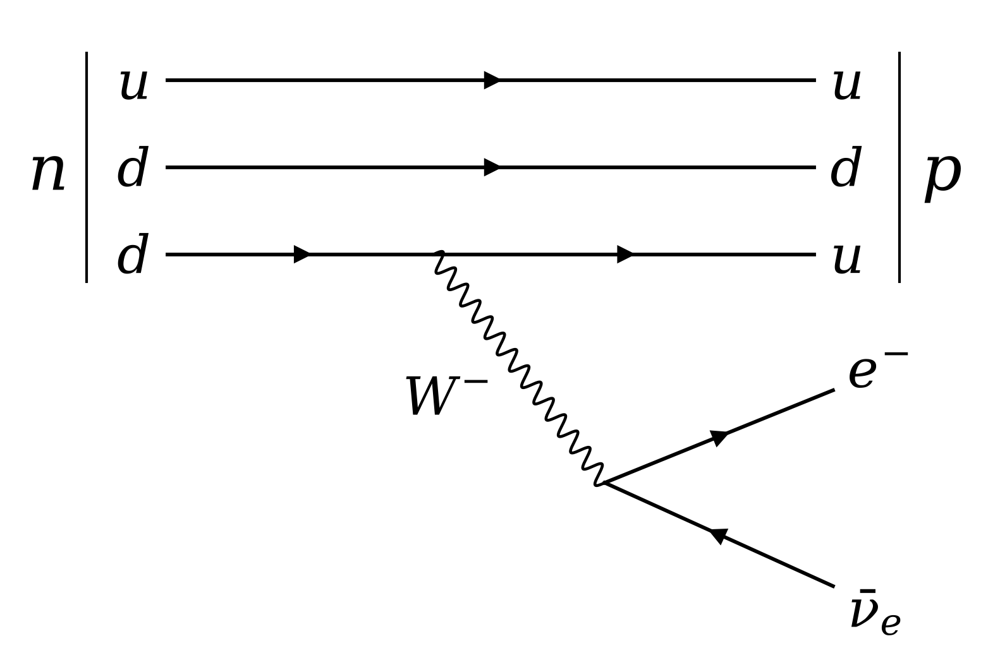 u u
n d d p
d u
W⁻ e⁻
ν̄ₑ